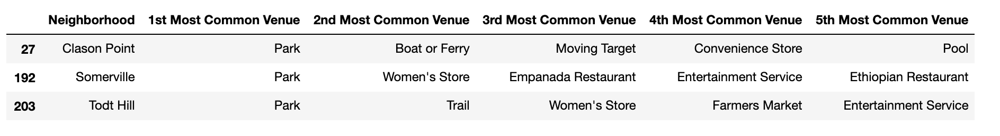 Neighborhood 1st Most Common Venue 2nd Most Common Venue 3rd Most Common Venue 4th Most Common Venue 5th Most Common Venue
27 Clason Point Park Boat or Ferry Moving Target Convenience Store Pool
192 Somerville Park Women's Store Empanada Restaurant Entertainment Service Ethiopian Restaurant
203 Todt Hill Park Trail Women's Store Farmers Market Entertainment Service